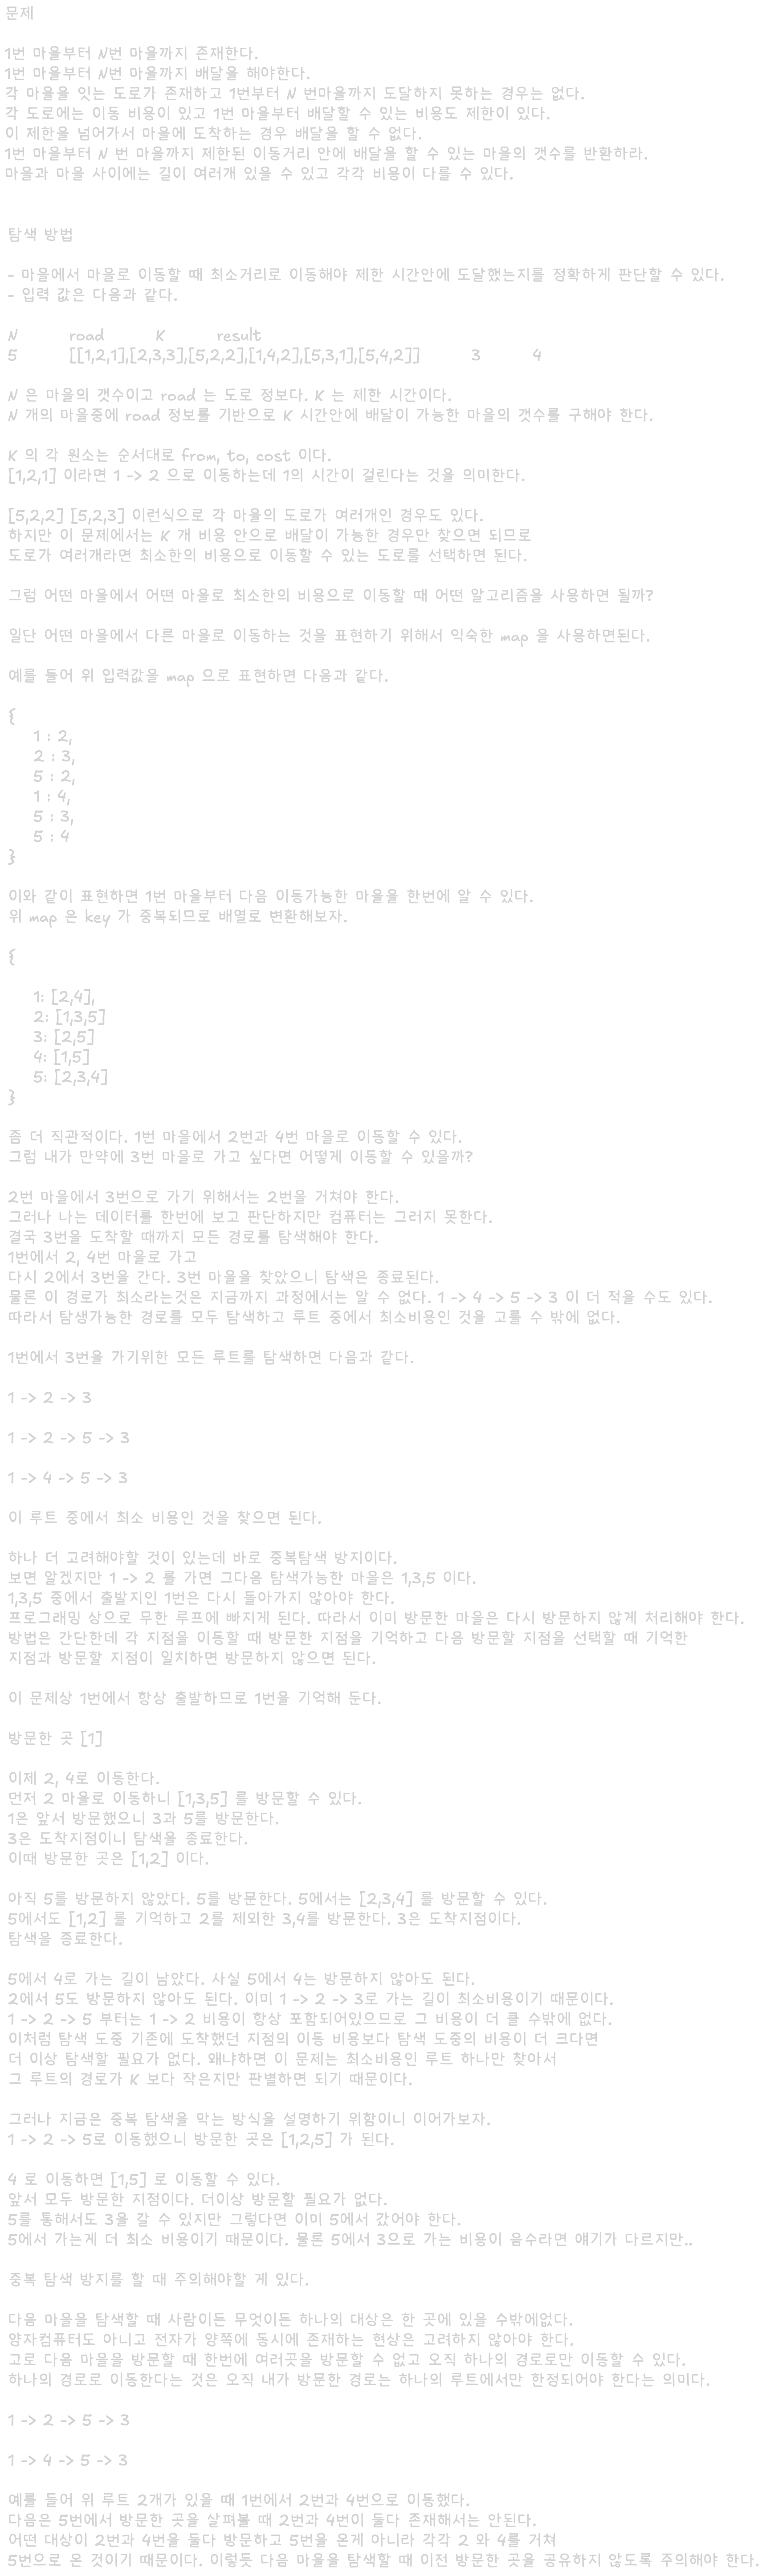 문제
1번 마을부터 N번 마을까지 존재한다.
1번 마을부터 N번 마을까지 배달을 해야한다.
각 마을을 잇는 도로가 존재하고 1번부터 N 번마을까지 도달하지 못하는 경우는 없다.
각 도로에는 이동 비용이 있고 1번 마을부터 배달할 수 있는 비용도 제한이 있다.
이 제한을 넘어가서 마을에 도착하는 경우 배달을 할 수 없다.
1번 마을부터 N 번 마을까지 제한된 이동거리 안에 배달을 할 수 있는 마을의 갯수를 반환하라.
마을과 마을 사이에는 길이 여러개 있을 수 있고 각각 비용이 다를 수 있다.
탐색 방법
- 마을에서 마을로 이동할 때 최소거리로 이동해야 제한 시간안에 도달했는지를 정확하게 판단할 수 있다.
- 입력 값은 다음과 같다.
N road K result
5 [[1,2,1],[2,3,3],[5,2,2],[1,4,2],[5,3,1],[5,4,2]] 3 4
N 은 마을의 갯수이고 road 는 도로 정보다. K 는 제한 시간이다.
N 개의 마을중에 road 정보를 기반으로 K 시간안에 배달이 가능한 마을의 갯수를 구해야 한다.
K 의 각 원소는 순서대로 from, to, cost 이다.
[1,2,1] 이라면 1 -> 2 으로 이동하는데 1의 시간이 걸린다는 것을 의미한다.
[5,2,2] [5,2,3] 이런식으로 각 마을의 도로가 여러개인 경우도 있다.
하지만 이 문제에서는 K 개 비용 안으로 배달이 가능한 경우만 찾으면 되므로
도로가 여러개라면 최소한의 비용으로 이동할 수 있는 도로를 선택하면 된다.
그럼 어떤 마을에서 어떤 마을로 최소한의 비용으로 이동할 때 어떤 알고리즘을 사용하면 될까?
일단 어떤 마을에서 다른 마을로 이동하는 것을 표현하기 위해서 익숙한 map 을 사용하면된다.
예를 들어 위 입력값을 map 으로 표현하면 다음과 같다.
{
1 : 2,
2 : 3,
5 : 2,
1 : 4,
5 : 3,
5 : 4
}
이와 같이 표현하면 1번 마을부터 다음 이동가능한 마을을 한번에 알 수 있다.
위 map 은 key 가 중복되므로 배열로 변환해보자.
{
1: [2,4],
2: [1,3,5]
3: [2,5]
4: [1,5]
5: [2,3,4]
}
좀 더 직관적이다. 1번 마을에서 2번과 4번 마을로 이동할 수 있다.
그럼 내가 만약에 3번 마을로 가고 싶다면 어떻게 이동할 수 있을까?
2번 마을에서 3번으로 가기 위해서는 2번을 거쳐야 한다.
그러나 나는 데이터를 한번에 보고 판단하지만 컴퓨터는 그러지 못한다.
결국 3번을 도착할 때까지 모든 경로를 탐색해야 한다.
1번에서 2, 4번 마을로 가고
다시 2에서 3번을 간다. 3번 마을을 찾았으니 탐색은 종료된다.
물론 이 경로가 최소라는것은 지금까지 과정에서는 알 수 없다. 1 -> 4 -> 5 -> 3 이 더 적을 수도 있다.
따라서 탐생가능한 경로를 모두 탐색하고 루트 중에서 최소비용인 것을 고를 수 밖에 없다.
1번에서 3번을 가기위한 모든 루트를 탐색하면 다음과 같다.
1 -> 2 -> 3
1 -> 2 -> 5 -> 3
1 -> 4 -> 5 -> 3
이 루트 중에서 최소 비용인 것을 찾으면 된다.
하나 더 고려해야할 것이 있는데 바로 중복탐색 방지이다.
보면 알겠지만 1 -> 2 를 가면 그다음 탐색가능한 마을은 1,3,5 이다.
1,3,5 중에서 출발지인 1번은 다시 돌아가지 않아야 한다.
프로그래밍 상으로 무한 루프에 빠지게 된다. 따라서 이미 방문한 마을은 다시 방문하지 않게 처리해야 한다.
방법은 간단한데 각 지점을 이동할 때 방문한 지점을 기억하고 다음 방문할 지점을 선택할 때 기억한
지점과 방문할 지점이 일치하면 방문하지 않으면 된다.
이 문제상 1번에서 항상 출발하므로 1번을 기억해 둔다.
방문한 곳 [1]
이제 2, 4로 이동한다.
먼저 2 마을로 이동하니 [1,3,5] 를 방문할 수 있다.
1은 앞서 방문했으니 3과 5를 방문한다.
3은 도착지점이니 탐색을 종료한다.
이때 방문한 곳은 [1,2] 이다.
아직 5를 방문하지 않았다. 5를 방문한다. 5에서는 [2,3,4] 를 방문할 수 있다.
5에서도 [1,2] 를 기억하고 2를 제외한 3,4를 방문한다. 3은 도착지점이다.
탐색을 종료한다.
5에서 4로 가는 길이 남았다. 사실 5에서 4는 방문하지 않아도 된다.
2에서 5도 방문하지 않아도 된다. 이미 1 -> 2 -> 3로 가는 길이 최소비용이기 때문이다.
1 -> 2 -> 5 부터는 1 -> 2 비용이 항상 포함되어있으므로 그 비용이 더 클 수밖에 없다.
이처럼 탐색 도중 기존에 도착했던 지점의 이동 비용보다 탐색 도중의 비용이 더 크다면
더 이상 탐색할 필요가 없다. 왜냐하면 이 문제는 최소비용인 루트 하나만 찾아서
그 루트의 경로가 K 보다 작은지만 판별하면 되기 때문이다.
그러나 지금은 중복 탐색을 막는 방식을 설명하기 위함이니 이어가보자.
1 -> 2 -> 5로 이동했으니 방문한 곳은 [1,2,5] 가 된다.
4 로 이동하면 [1,5] 로 이동할 수 있다.
앞서 모두 방문한 지점이다. 더이상 방문할 필요가 없다.
5를 통해서도 3을 갈 수 있지만 그렇다면 이미 5에서 갔어야 한다.
5에서 가는게 더 최소 비용이기 때문이다. 물론 5에서 3으로 가는 비용이 음수라면 얘기가 다르지만..
중복 탐색 방지를 할 때 주의해야할 게 있다.
다음 마을을 탐색할 때 사람이든 무엇이든 하나의 대상은 한 곳에 있을 수밖에없다.
양자컴퓨터도 아니고 전자가 양쪽에 동시에 존재하는 현상은 고려하지 않아야 한다.
고로 다음 마을을 방문할 때 한번에 여러곳을 방문할 수 없고 오직 하나의 경로로만 이동할 수 있다.
하나의 경로로 이동한다는 것은 오직 내가 방문한 경로는 하나의 루트에서만 한정되어야 한다는 의미다.
1 -> 2 -> 5 -> 3
1 -> 4 -> 5 -> 3
예를 들어 위 루트 2개가 있을 때 1번에서 2번과 4번으로 이동했다.
다음은 5번에서 방문한 곳을 살펴볼 때 2번과 4번이 둘다 존재해서는 안된다.
어떤 대상이 2번과 4번을 둘다 방문하고 5번을 온게 아니라 각각 2 와 4를 거쳐
5번으로 온 것이기 때문이다. 이렇듯 다음 마을을 탐색할 때 이전 방문한 곳을 공유하지 않도록 주의해야 한다.